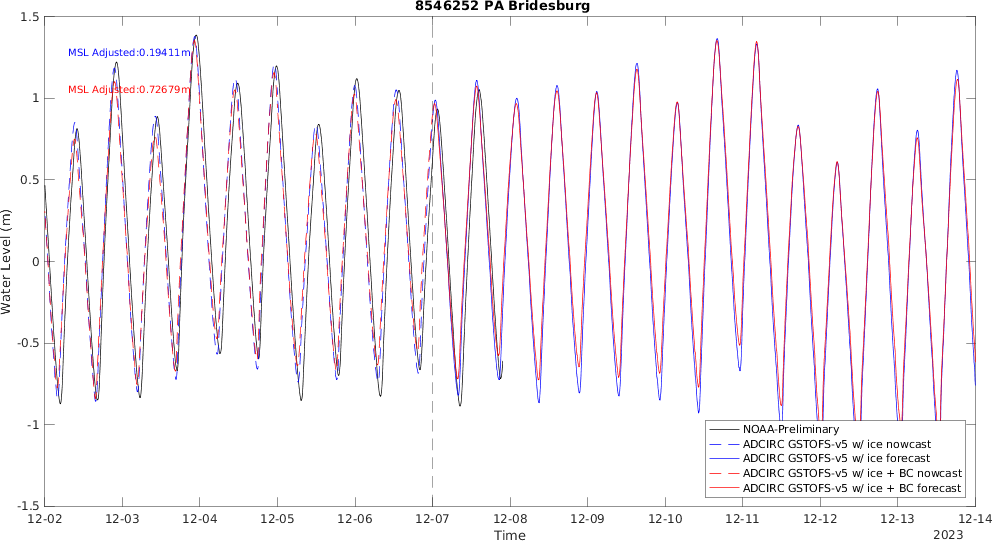 8546252 PA Bridesburg
MSL Adjusted:0.19411m
MSL Adjusted:0.72679m
Water Level (m)
1.5
1
0.5
0
-0.5
-1
-1.5
NOAA-Preliminary
ADCIRC GSTOFS-v5 w/ ice nowcast
ADCIRC GSTOFS-v5 w/ ice forecast
ADCIRC GSTOFS-v5 w/ ice + BC nowcast
ADCIRC GSTOFS-v5 w/ ice + BC forecast
12-02 12-03 12-04 12-05 12-06 12-07 12-08 12-09 12-10 12-11 12-12 12-13 12-14
Time
2023